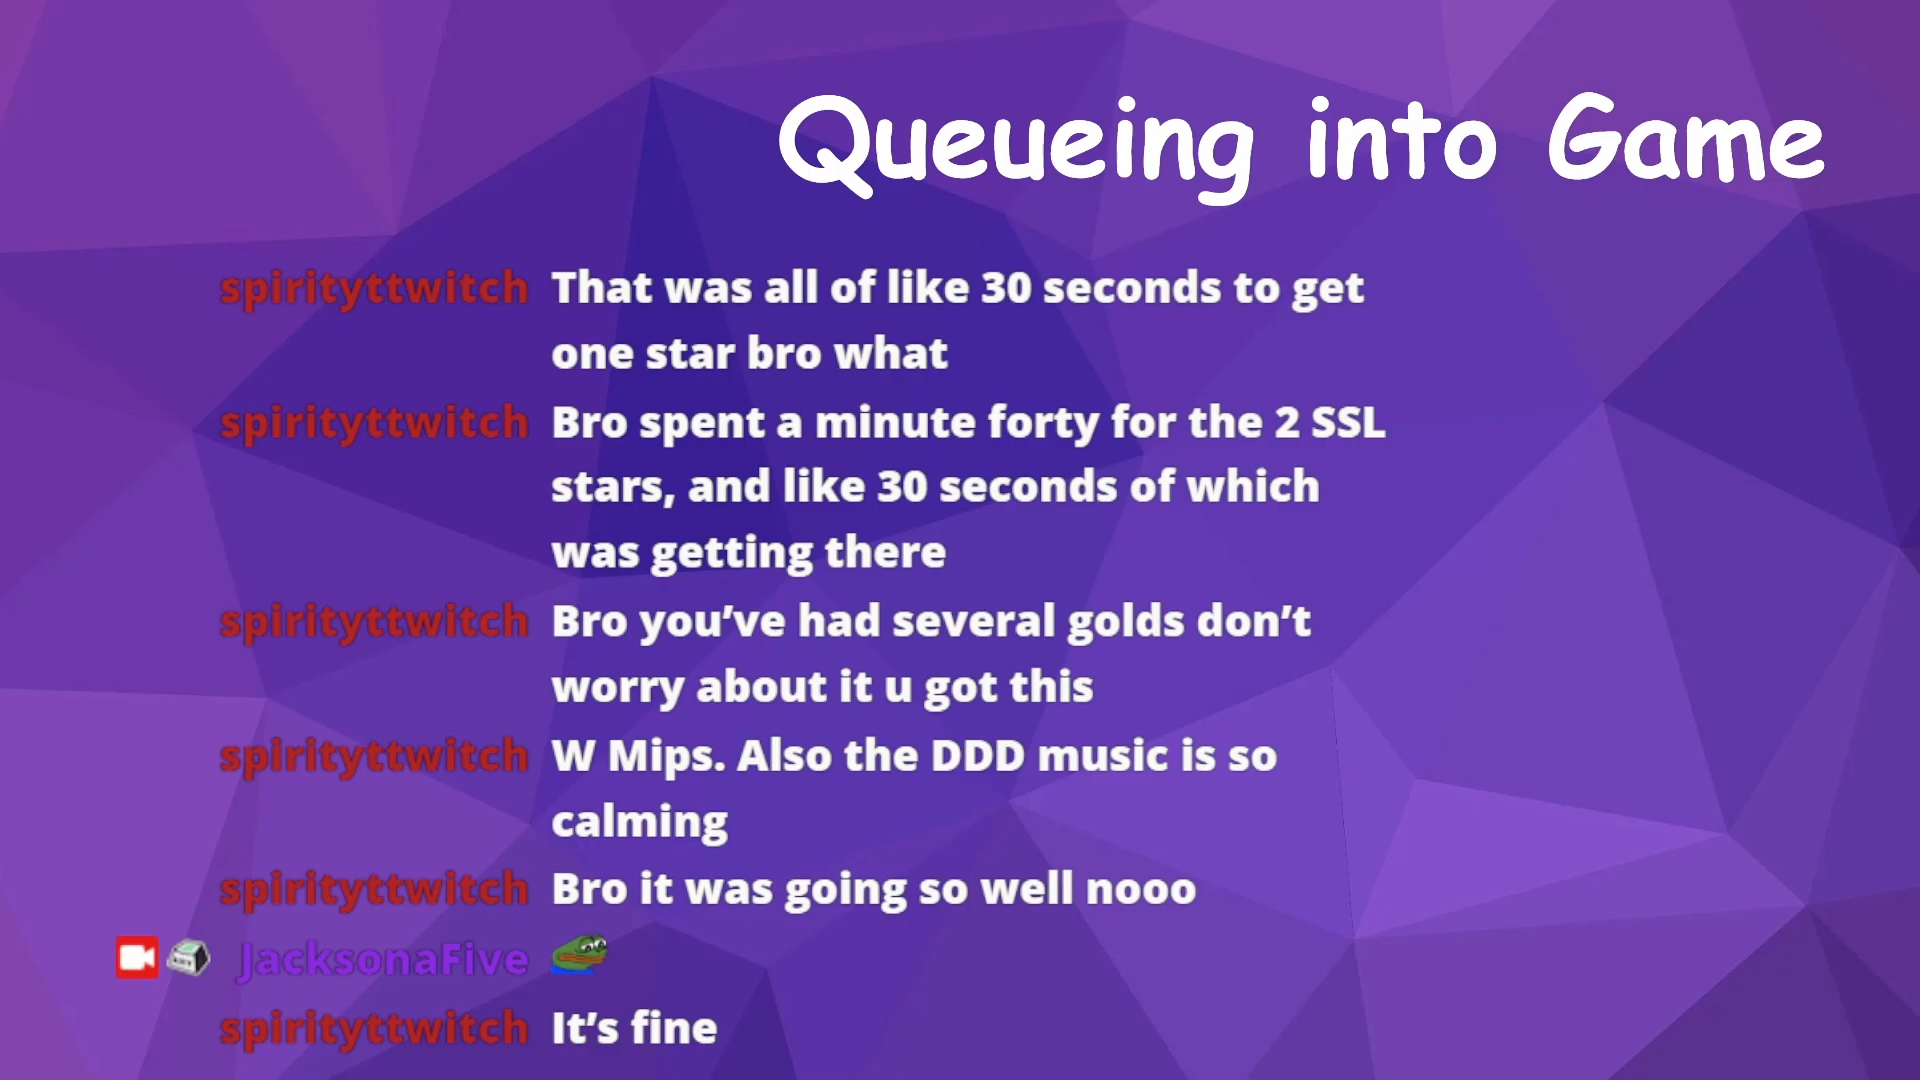 Queueing into Game
spirityttwitch That was all of like 30 seconds to get
one star bro what
spirityttwitch Bro spent a minute forty for the 2 SSL
stars, and like 30 seconds of which
was getting there
spirityttwitch Bro you’ve had several golds don’t
worry about it u got this
spirityttwitch W Mips. Also the DDD music is so
calming
spirityttwitch Bro it was going so well nooo
JacksonaFive
spirityttwitch It’s fine